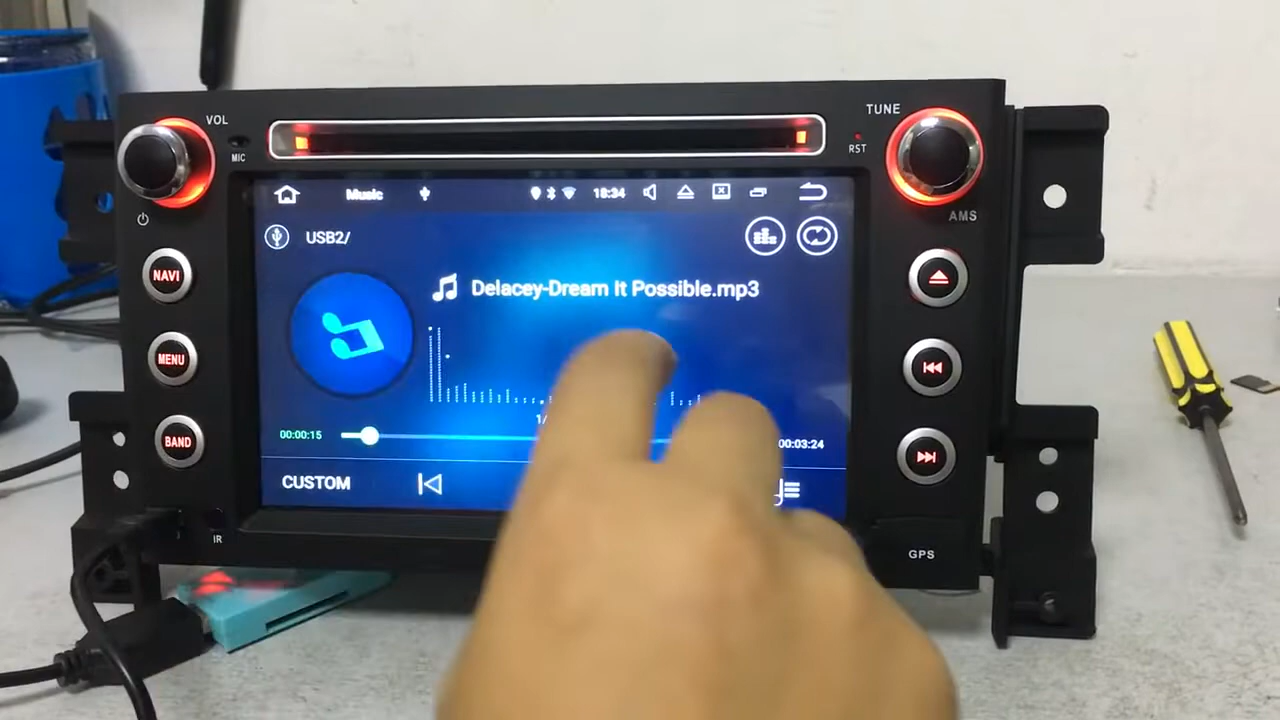 VOL
MIC
TUNE
RST
AMS
Music
18:34
USB2/
Delacey-Dream It Possible.mp3
1/
00:00:15
00:03:24
CUSTOM
NAVI
MENU
BAND
IR
GPS